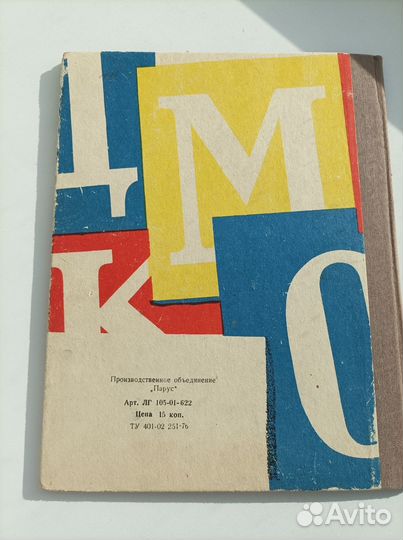 Д
М
К
О
Производственное объединение
„Парус“
Арт. ЛГ 105-01-622
Цена 15 коп.
ТУ 401-02 251-76
Avito